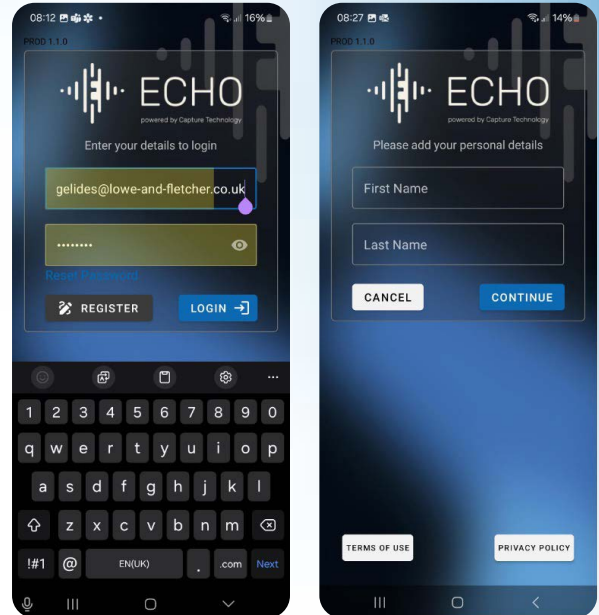 08:12
16%
PROD 1.1.0
ECHO
powered by Capture Technology
Enter your details to login
gelides@lowe-and-fletcher.co.uk
••••••••
Reset Password
REGISTER
LOGIN
1 2 3 4 5 6 7 8 9 0
q w e r t y u i o p
a s d f g h j k l
z x c v b n m
!#1 @ EN(UK) . .com Next
08:27
14%
PROD 1.1.0
ECHO
powered by Capture Technology
Please add your personal details
First Name
Last Name
CANCEL
CONTINUE
TERMS OF USE
PRIVACY POLICY